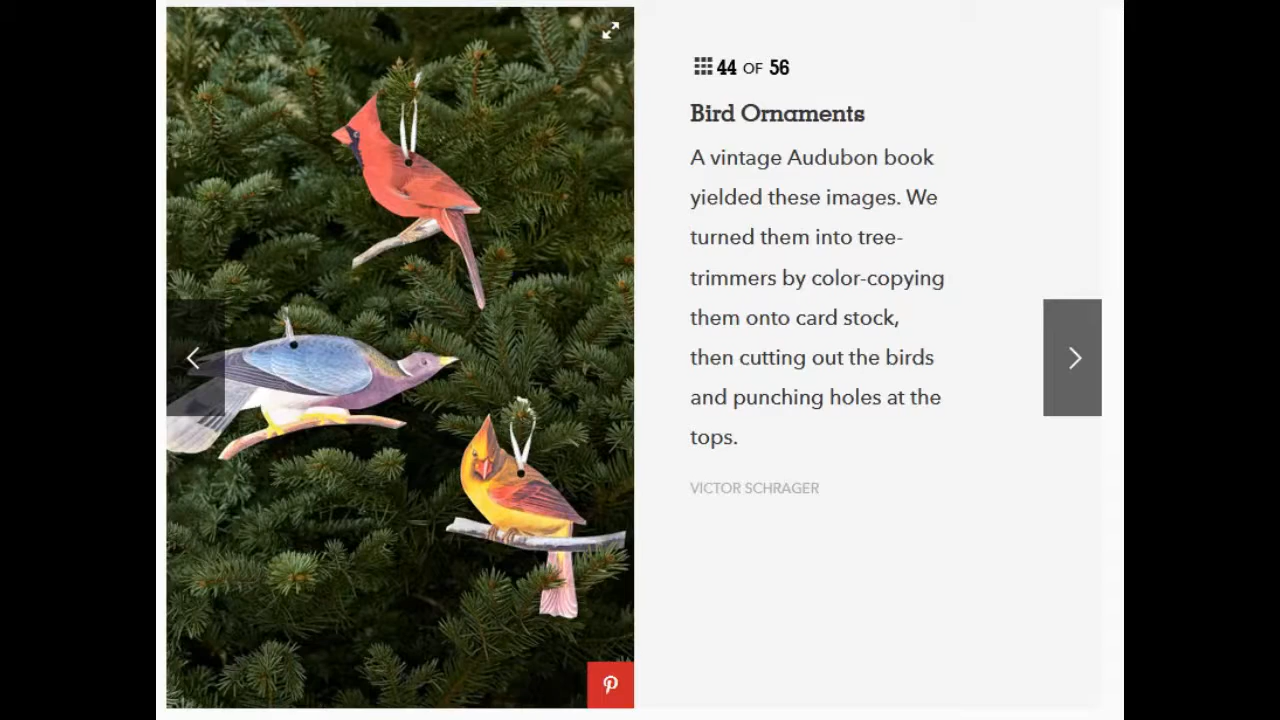 44 OF 56
Bird Ornaments
A vintage Audubon book
yielded these images. We
turned them into tree-
trimmers by color-copying
them onto card stock,
then cutting out the birds
and punching holes at the
tops.
VICTOR SCHRAGER